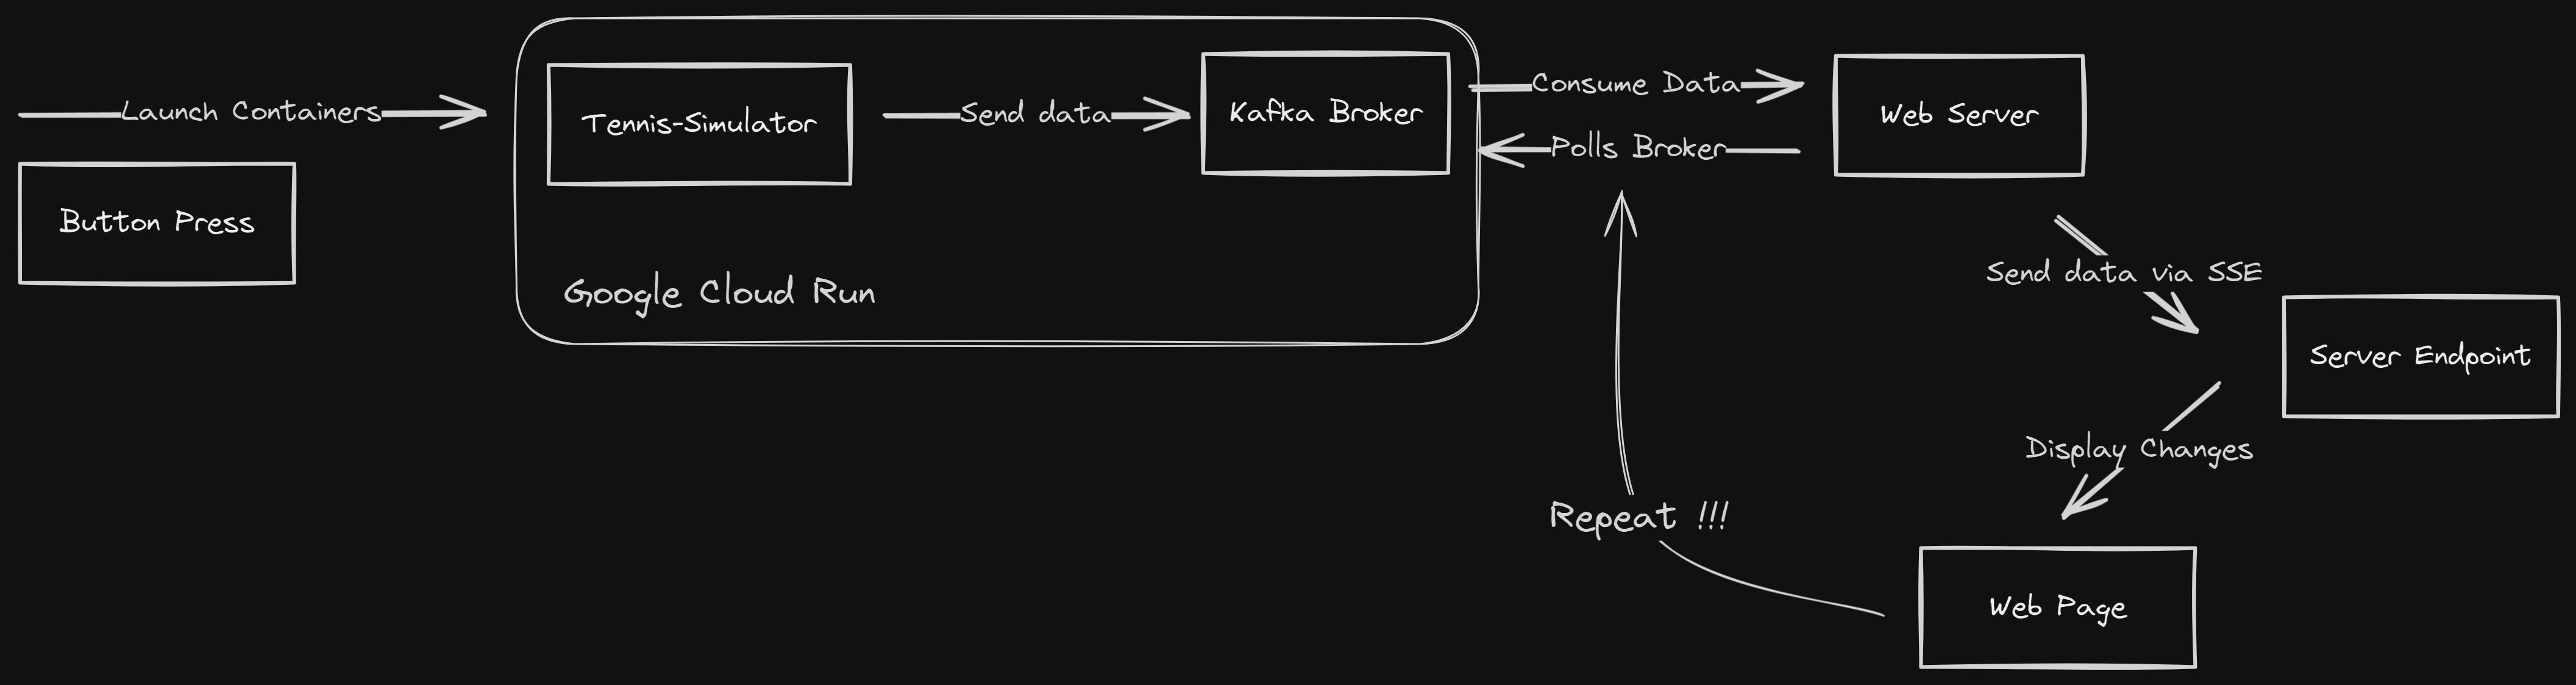 Launch Containers
Button Press
Tennis-Simulator
Send data
Kafka Broker
Google Cloud Run
Consume Data
Polls Broker
Web Server
Send data via SSE
Server Endpoint
Display Changes
Web Page
Repeat !!!